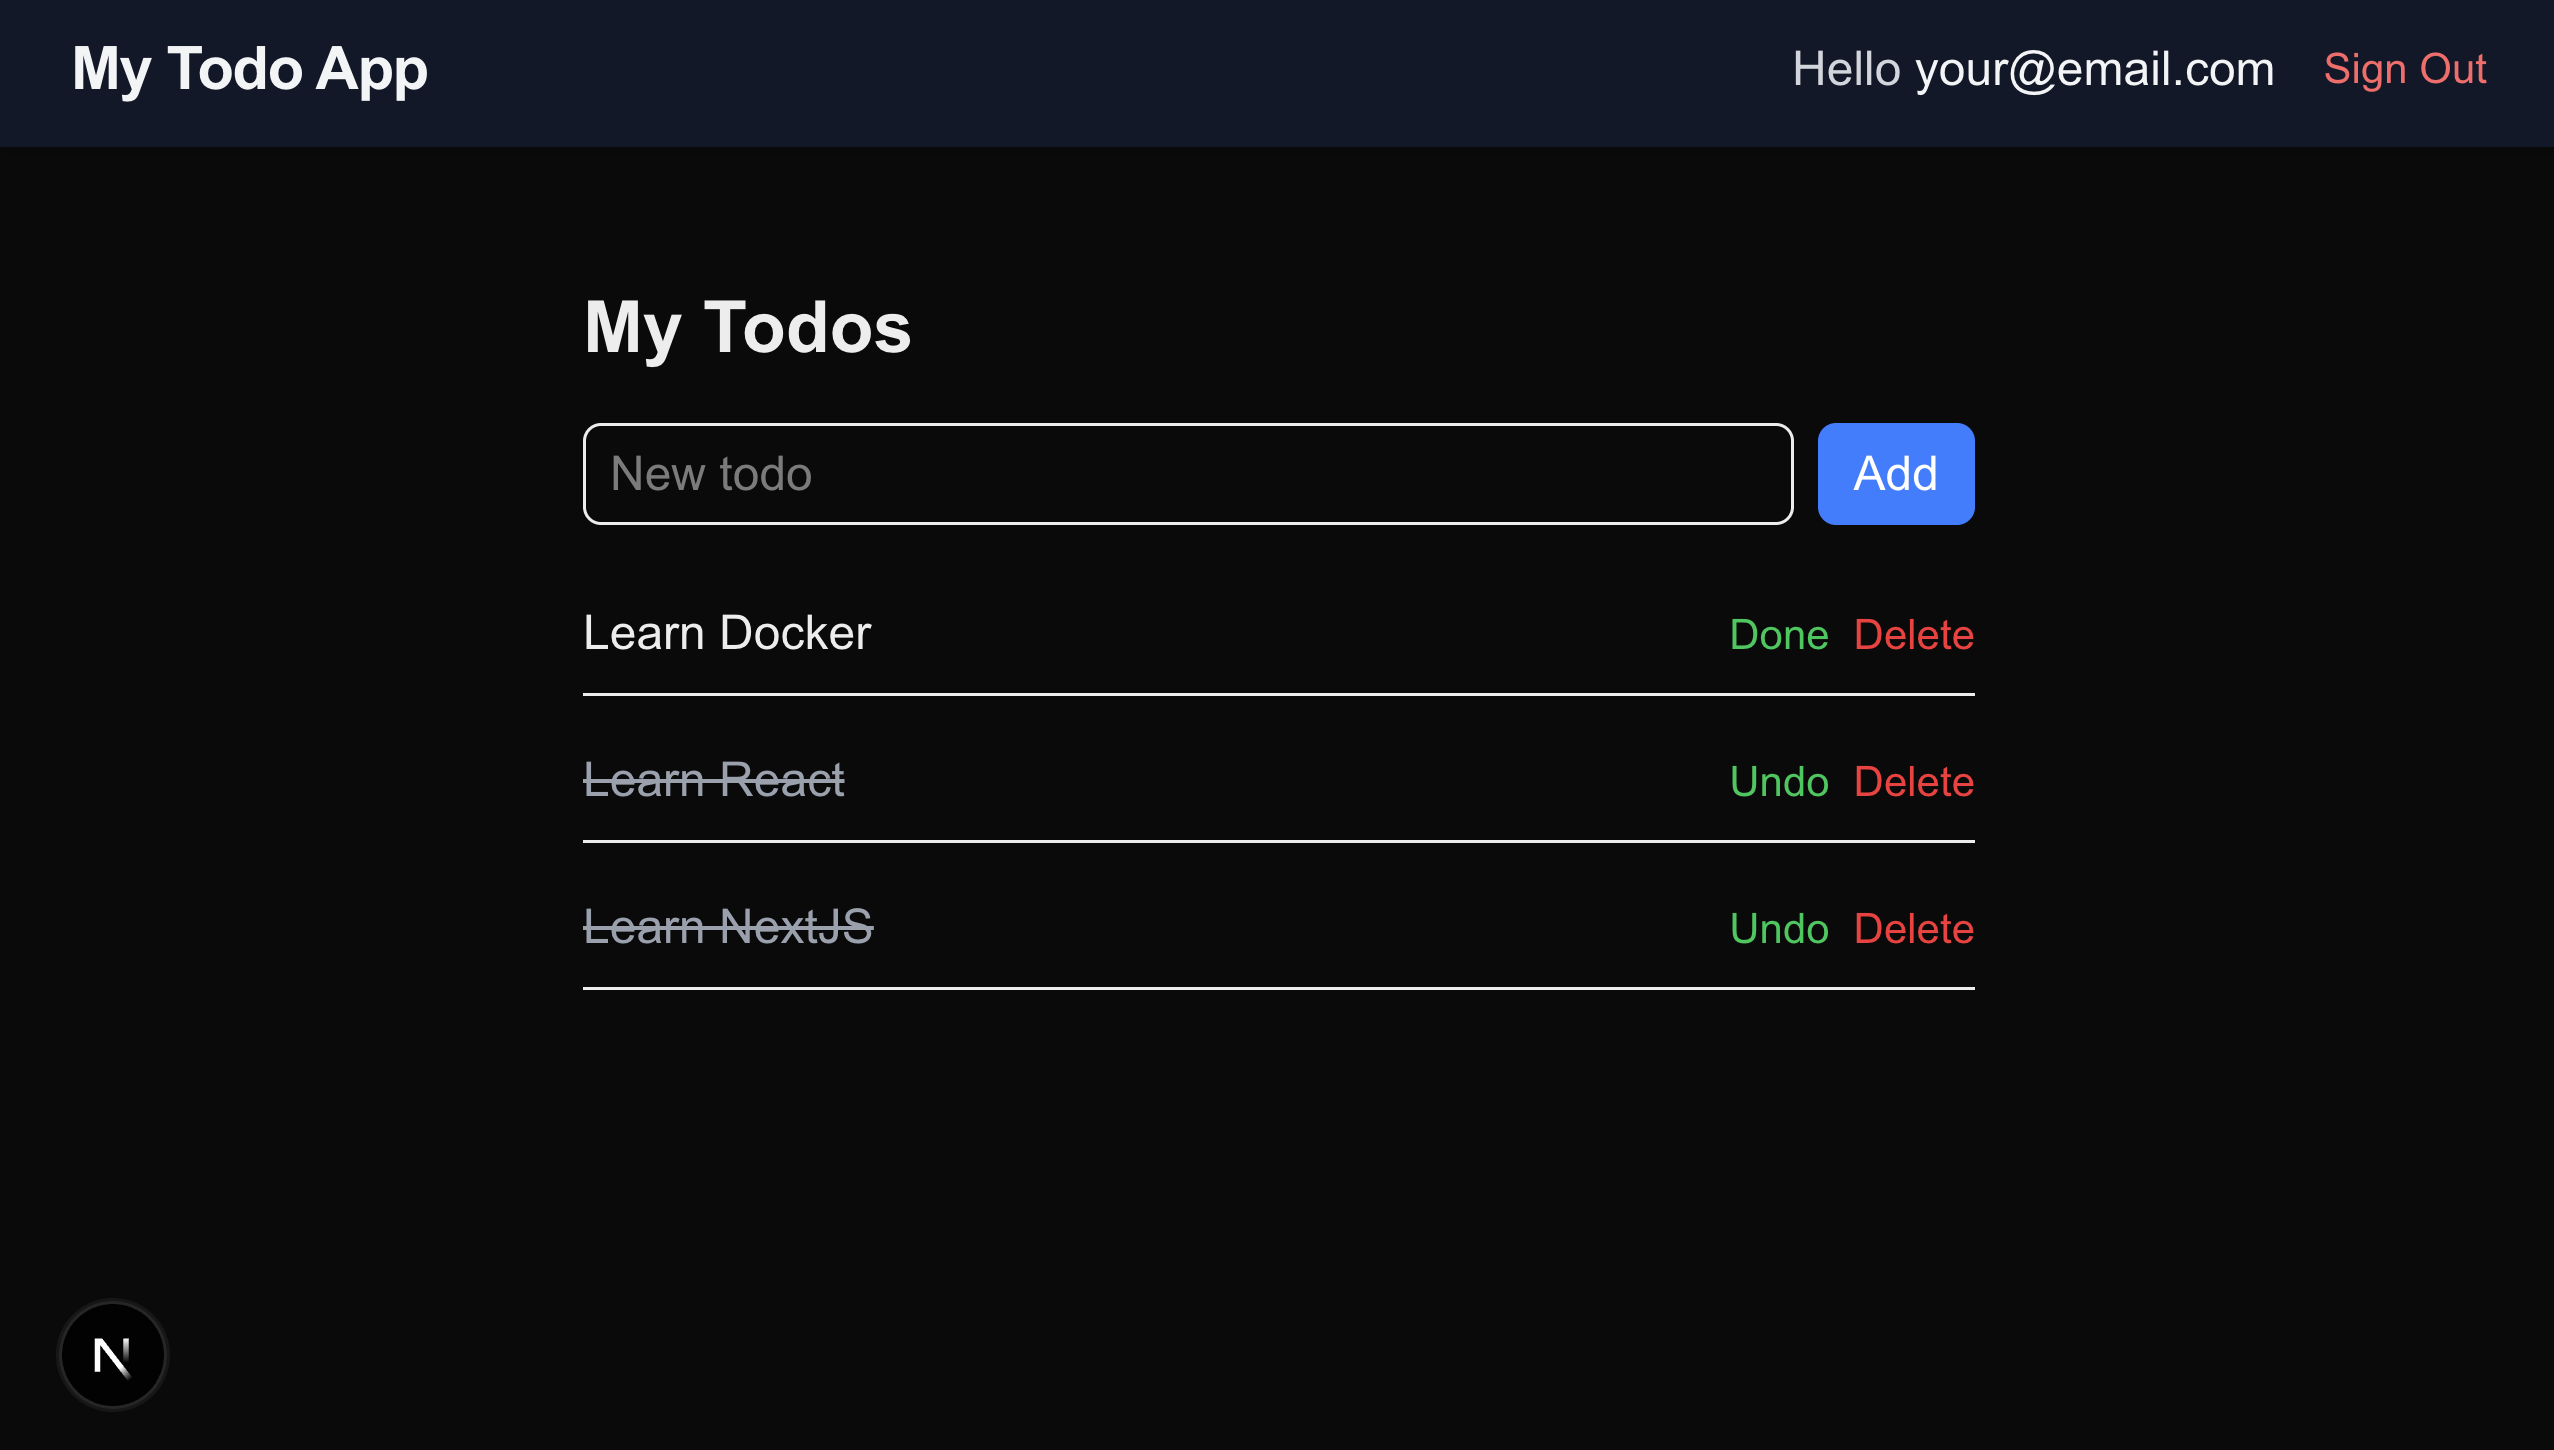 My Todo App
Hello your@email.com Sign Out
My Todos
New todo Add
Learn Docker Done Delete
Learn React Undo Delete
Learn NextJS Undo Delete
N